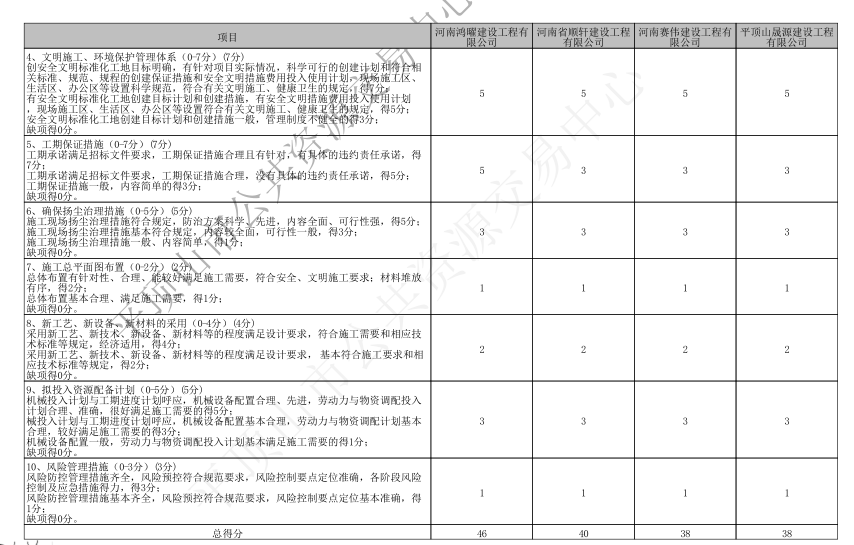 项目 河南鸿曜建设工程有限公司 河南省顺轩建设工程有限公司 河南赛伟建设工程有限公司 平顶山晟源建设工程有限公司
4、文明施工、环境保护管理体系（0-7分）(7分)
创安全文明标准化工地目标明确，有针对项目实际情况，科学可行的创建计划和符合相
关标准、规范、规程的创建保证措施和安全文明措施费用投入使用计划，现场施工区、
生活区、办公区等设置科学规范，符合有关文明施工、健康卫生的规定，得7分；
有安全文明标准化工地创建目标计划和创建措施，有安全文明措施费用投入使用计划
，现场施工区、生活区、办公区等设置符合有关文明施工、健康卫生的规定，得5分；
安全文明标准化工地创建目标计划和创建措施一般，管理制度不健全的得3分；
缺项得0分。
5 5 5 5
5、工期保证措施（0-7分）(7分)
工期承诺满足招标文件要求，工期保证措施合理且有针对，有具体的违约责任承诺，得
7分；
工期承诺满足招标文件要求，工期保证措施合理，没有具体的违约责任承诺，得5分；
工期保证措施一般，内容简单的得3分；
缺项得0分。
5 3 3 3
6、确保扬尘治理措施（0-5分）(5分)
施工现场扬尘治理措施符合规定，防治方案科学、先进，内容全面、可行性强，得5分；
施工现场扬尘治理措施基本符合规定，内容较全面，可行性一般，得3分；
施工现场扬尘治理措施一般、内容简单，得1分；
缺项得0分。
3 3 3 3
7、施工总平面图布置（0-2分）(2分)
总体布置有针对性、合理、能较好满足施工需要，符合安全、文明施工要求；材料堆放
有序，得2分；
总体布置基本合理、满足施工需要，得1分；
缺项得0分。
1 1 1 1
8、新工艺、新设备、新材料的采用（0-4分）(4分)
采用新工艺、新技术、新设备、新材料等的程度满足设计要求，符合施工需要和相应技
术标准等规定，经济适用，得4分；
采用新工艺、新技术、新设备、新材料等的程度满足设计要求， 基本符合施工要求和相
应技术标准等规定，得2分；
缺项得0分。
2 2 2 2
9、拟投入资源配备计划（0-5分）(5分)
机械投入计划与工期进度计划呼应，机械设备配置合理、先进，劳动力与物资调配投入
计划合理、准确，很好满足施工需要的得5分；
械投入计划与工期进度计划呼应，机械设备配置基本合理，劳动力与物资调配计划基本
合理，较好满足施工需要的得3分；
机械设备配置一般，劳动力与物资调配投入计划基本满足施工需要的得1分；
缺项得0分。
3 3 3 3
10、风险管理措施（0-3分）(3分)
风险防控管理措施齐全，风险预控符合规范要求，风险控制要点定位准确，各阶段风险
控制及应急措施得力，得3分；
风险防控管理措施基本齐全，风险预控符合规范要求，风险控制要点定位基本准确，得
1分；
缺项得0分。
1 1 1 1
总得分 46 40 38 38
平顶山市公共资源交易中心
平顶山市公共资源交易中心